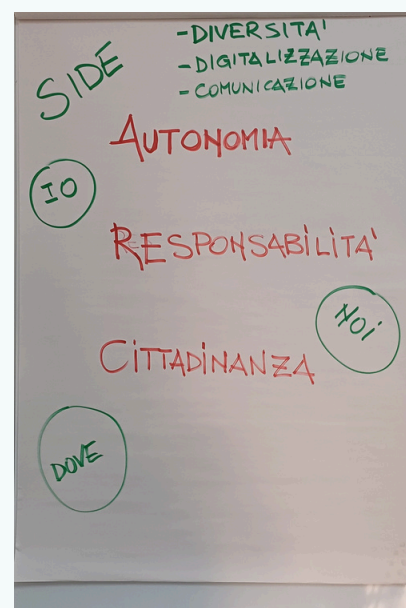 SIDE
-DIVERSITA'
-DIGITALIZZAZIONE
-COMUNICAZIONE
AUTONOMIA
IO
RESPONSABILITA'
NOI
CITTADINANZA
DOVE